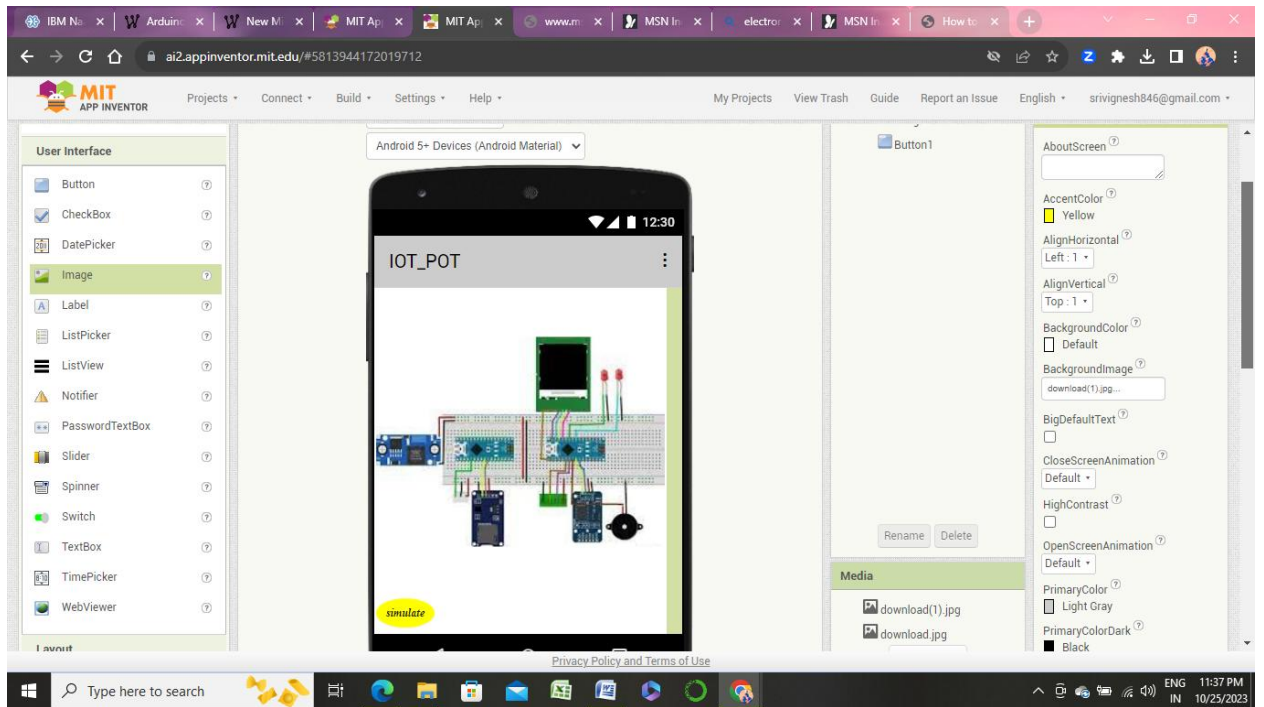 IBM Na
Arduino
New Mi
MIT Ap
MIT Ap
www.m
MSN In
electror
MSN In
How to
ai2.appinventor.mit.edu/#5813944172019712
MIT
APP INVENTOR
Projects
Connect
Build
Settings
Help
My Projects
View Trash
Guide
Report an Issue
English
srivignesh846@gmail.com
User Interface
Button
CheckBox
DatePicker
Image
Label
ListPicker
ListView
Notifier
PasswordTextBox
Slider
Spinner
Switch
TextBox
TimePicker
WebViewer
Layout
Android 5+ Devices (Android Material)
12:30
IOT_POT
simulate
Button1
Rename
Delete
Media
download(1).jpg
download.jpg
AboutScreen
AccentColor
Yellow
AlignHorizontal
Left : 1
AlignVertical
Top : 1
BackgroundColor
Default
BackgroundImage
download(1).jpg...
BigDefaultText
CloseScreenAnimation
Default
HighContrast
OpenScreenAnimation
Default
PrimaryColor
Light Gray
PrimaryColorDark
Black
Privacy Policy and Terms of Use
Type here to search
ENG
IN
11:37 PM
10/25/2023